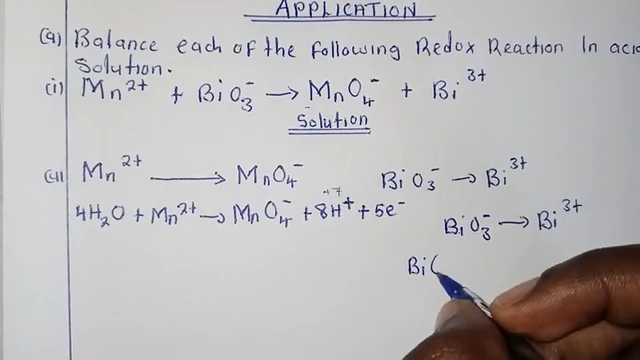 APPLICATION
(a) Balance each of the following Redox Reaction In acid
Solution.
(i) Mn²⁺ + BiO₃⁻ → MnO₄⁻ + Bi³⁺
Solution
Mn²⁺ → MnO₄⁻ BiO₃⁻ → Bi³⁺
4H₂O + Mn²⁺ → MnO₄⁻ + 8H⁺ + 5e⁻
BiO₃⁻ → Bi³⁺
Bi